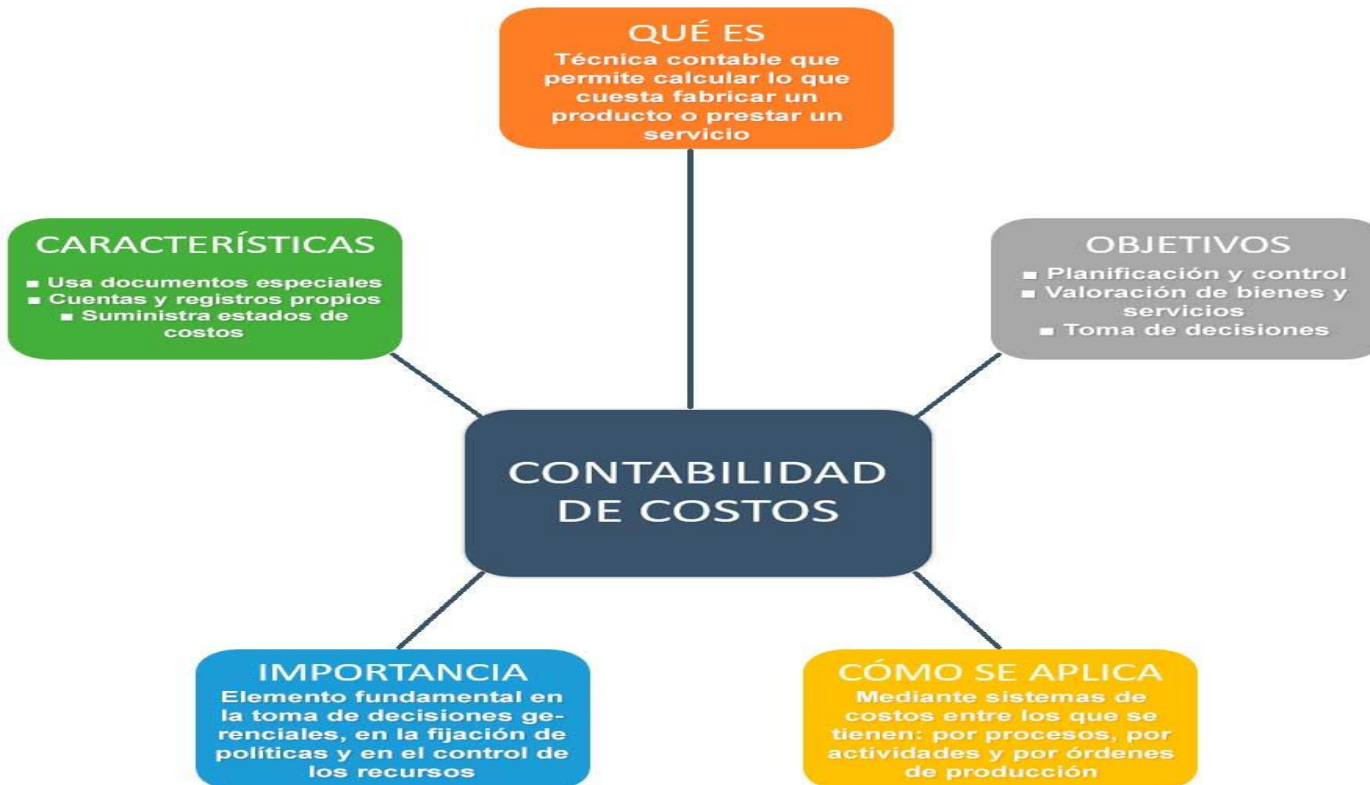 QUÉ ES
Técnica contable que
permite calcular lo que
cuesta fabricar un
producto o prestar un
servicio
CARACTERÍSTICAS
■ Usa documentos especiales
■ Cuentas y registros propios
■ Suministra estados de
costos
OBJETIVOS
■ Planificación y control
■ Valoración de bienes y
servicios
■ Toma de decisiones
CONTABILIDAD
DE COSTOS
IMPORTANCIA
Elemento fundamental en
la toma de decisiones ge-
renciales, en la fijación de
políticas y en el control de
los recursos
CÓMO SE APLICA
Mediante sistemas de
costos entre los que se
tienen: por procesos, por
actividades y por órdenes
de producción